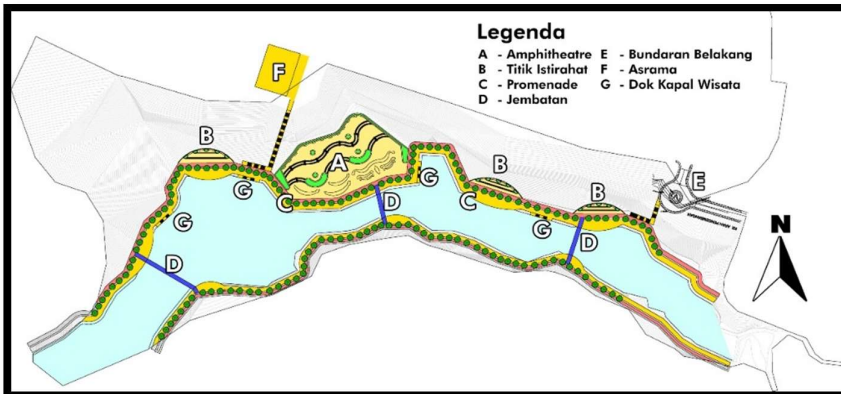 Legenda
A - Amphitheatre E - Bundaran Belakang
B - Titik Istirahat F - Asrama
C - Promenade G - Dok Kapal Wisata
D - Jembatan
F
B
A
G
B
G
E
C
C
B
G
D
G
D
D
N